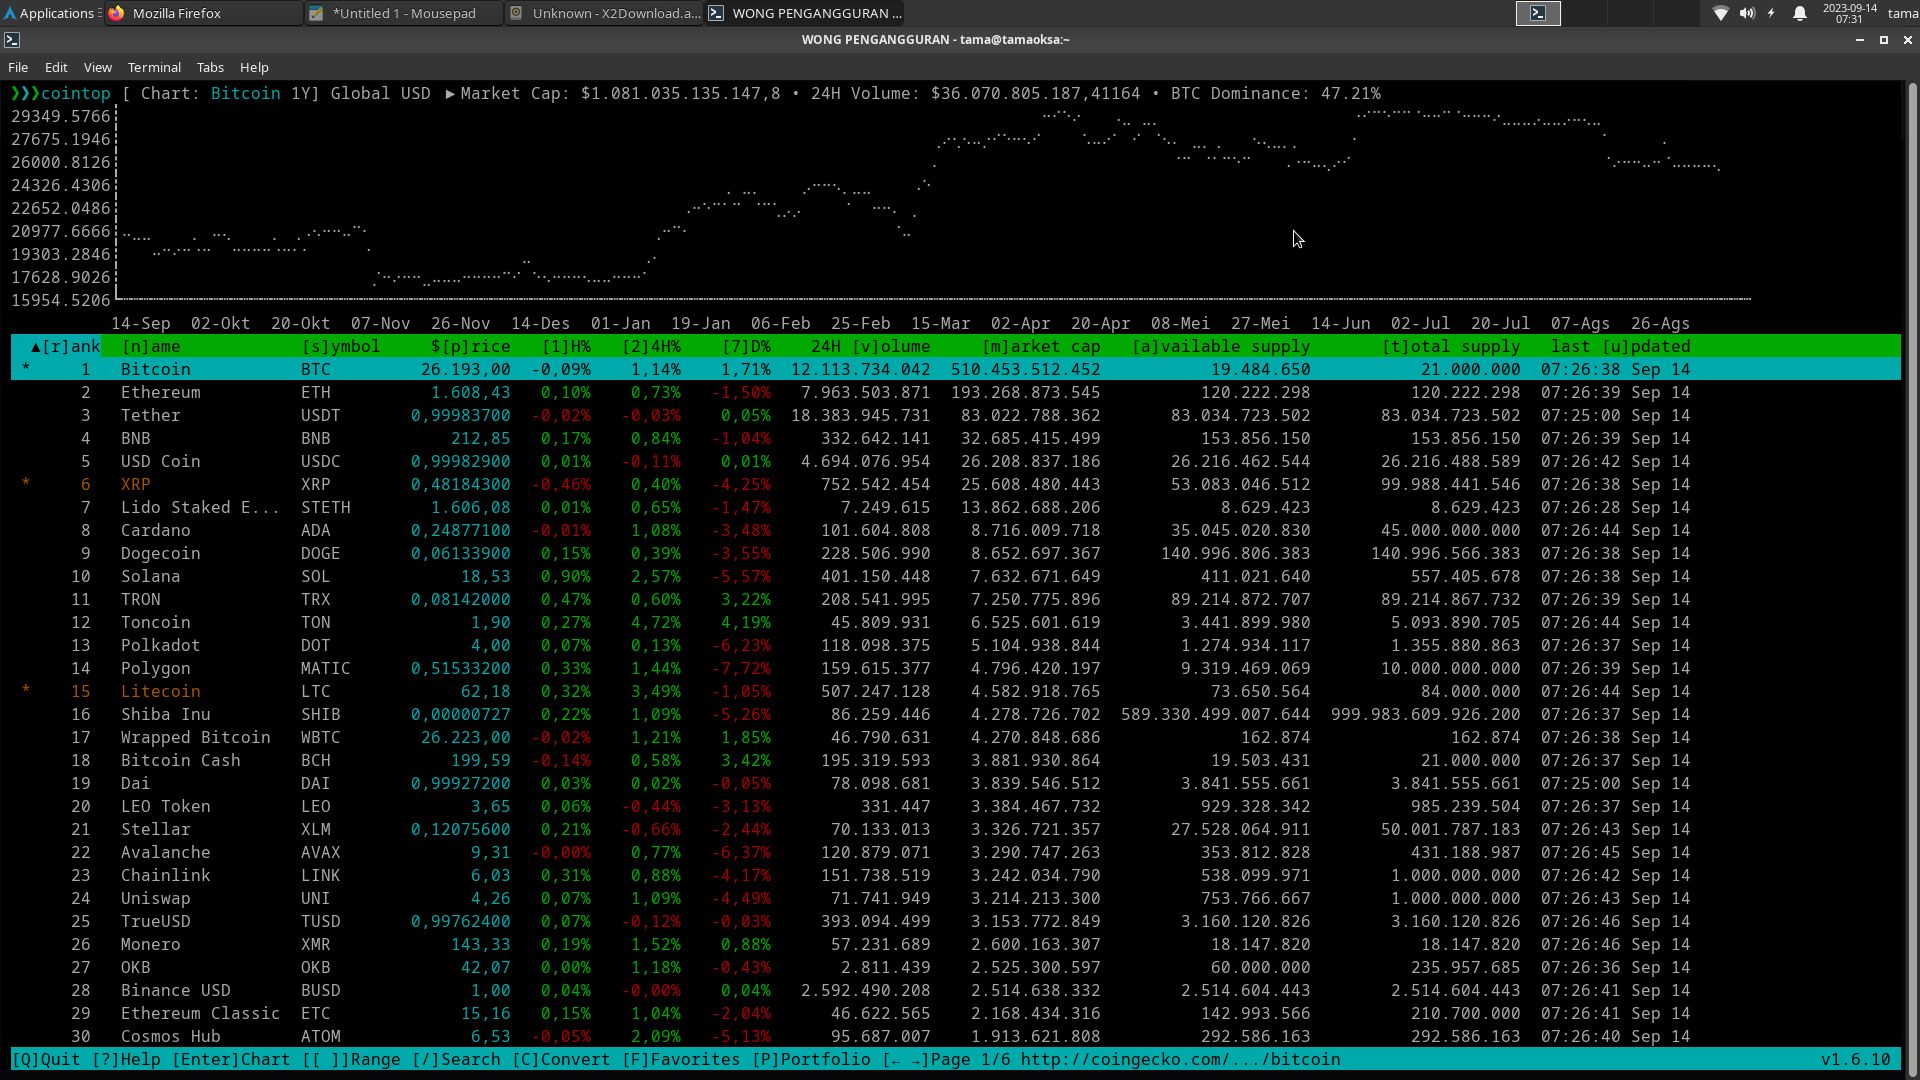 Applications Mozilla Firefox *Untitled 1 - Mousepad Unknown - X2Download.a... WONG PENGANGGURAN ... 2023-09-14 07:31 tama
WONG PENGANGGURAN - tama@tamaoksa:~
File Edit View Terminal Tabs Help
❯❯❯cointop [ Chart: Bitcoin 1Y] Global USD ▶ Market Cap: $1.081.035.135.147,8 • 24H Volume: $36.070.805.187,41164 • BTC Dominance: 47.21%
29349.5766
27675.1946
26000.8126
24326.4306
22652.0486
20977.6666
19303.2846
17628.9026
15954.5206
14-Sep 02-Okt 20-Okt 07-Nov 26-Nov 14-Des 01-Jan 19-Jan 06-Feb 25-Feb 15-Mar 02-Apr 20-Apr 08-Mei 27-Mei 14-Jun 02-Jul 20-Jul 07-Ags 26-Ags
▲[r]ank [n]ame [s]ymbol $[p]rice [1]H% [2]4H% [7]D% 24H [v]olume [m]arket cap [a]vailable supply [t]otal supply last [u]pdated
* 1 Bitcoin BTC 26.193,00 -0,09% 1,14% 1,71% 12.113.734.042 510.453.512.452 19.484.650 21.000.000 07:26:38 Sep 14
2 Ethereum ETH 1.608,43 0,10% 0,73% -1,50% 7.963.503.871 193.268.873.545 120.222.298 120.222.298 07:26:39 Sep 14
3 Tether USDT 0,99983700 -0,02% -0,03% 0,05% 18.383.945.731 83.022.788.362 83.034.723.502 83.034.723.502 07:25:00 Sep 14
4 BNB BNB 212,85 0,17% 0,84% -1,04% 332.642.141 32.685.415.499 153.856.150 153.856.150 07:26:39 Sep 14
5 USD Coin USDC 0,99982900 0,01% -0,11% 0,01% 4.694.076.954 26.208.837.186 26.216.462.544 26.216.488.589 07:26:42 Sep 14
* 6 XRP XRP 0,48184300 -0,46% 0,40% -4,25% 752.542.454 25.608.480.443 53.083.046.512 99.988.441.546 07:26:38 Sep 14
7 Lido Staked E... STETH 1.606,08 0,01% 0,65% -1,47% 7.249.615 13.862.688.206 8.629.423 8.629.423 07:26:28 Sep 14
8 Cardano ADA 0,24877100 -0,01% 1,08% -3,48% 101.604.808 8.716.009.718 35.045.020.830 45.000.000.000 07:26:44 Sep 14
9 Dogecoin DOGE 0,06133900 0,15% 0,39% -3,55% 228.506.990 8.652.697.367 140.996.806.383 140.996.566.383 07:26:38 Sep 14
10 Solana SOL 18,53 0,90% 2,57% -5,57% 401.150.448 7.632.671.649 411.021.640 557.405.678 07:26:38 Sep 14
11 TRON TRX 0,08142000 0,47% 0,60% 3,22% 208.541.995 7.250.775.896 89.214.872.707 89.214.867.732 07:26:39 Sep 14
12 Toncoin TON 1,90 0,27% 4,72% 4,19% 45.809.931 6.525.601.619 3.441.899.980 5.093.890.705 07:26:44 Sep 14
13 Polkadot DOT 4,00 0,07% 0,13% -6,23% 118.098.375 5.104.938.844 1.274.934.117 1.355.880.863 07:26:37 Sep 14
14 Polygon MATIC 0,51533200 0,33% 1,44% -7,72% 159.615.377 4.796.420.197 9.319.469.069 10.000.000.000 07:26:39 Sep 14
* 15 Litecoin LTC 62,18 0,32% 3,49% -1,05% 507.247.128 4.582.918.765 73.650.564 84.000.000 07:26:44 Sep 14
16 Shiba Inu SHIB 0,00000727 0,22% 1,09% -5,26% 86.259.446 4.278.726.702 589.330.499.007.644 999.983.609.926.200 07:26:37 Sep 14
17 Wrapped Bitcoin WBTC 26.223,00 -0,02% 1,21% 1,85% 46.790.631 4.270.848.686 162.874 162.874 07:26:38 Sep 14
18 Bitcoin Cash BCH 199,59 -0,14% 0,58% 3,42% 195.319.593 3.881.930.864 19.503.431 21.000.000 07:26:37 Sep 14
19 Dai DAI 0,99927200 0,03% 0,02% -0,05% 78.098.681 3.839.546.512 3.841.555.661 3.841.555.661 07:25:00 Sep 14
20 LEO Token LEO 3,65 0,06% -0,44% -3,13% 331.447 3.384.467.732 929.328.342 985.239.504 07:26:37 Sep 14
21 Stellar XLM 0,12075600 0,21% -0,66% -2,44% 70.133.013 3.326.721.357 27.528.064.911 50.001.787.183 07:26:43 Sep 14
22 Avalanche AVAX 9,31 -0,00% 0,77% -6,37% 120.879.071 3.290.747.263 353.812.828 431.188.987 07:26:45 Sep 14
23 Chainlink LINK 6,03 0,31% 0,88% -4,17% 151.738.519 3.242.034.790 538.099.971 1.000.000.000 07:26:42 Sep 14
24 Uniswap UNI 4,26 0,07% 1,09% -4,49% 71.741.949 3.214.213.300 753.766.667 1.000.000.000 07:26:43 Sep 14
25 TrueUSD TUSD 0,99762400 0,07% -0,12% -0,03% 393.094.499 3.153.772.849 3.160.120.826 3.160.120.826 07:26:46 Sep 14
26 Monero XMR 143,33 0,19% 1,52% 0,88% 57.231.689 2.600.163.307 18.147.820 18.147.820 07:26:46 Sep 14
27 OKB OKB 42,07 0,00% 1,18% -0,43% 2.811.439 2.525.300.597 60.000.000 235.957.685 07:26:36 Sep 14
28 Binance USD BUSD 1,00 0,04% -0,00% 0,04% 2.592.490.208 2.514.638.332 2.514.604.443 2.514.604.443 07:26:41 Sep 14
29 Ethereum Classic ETC 15,16 0,15% 1,04% -2,04% 46.622.565 2.168.434.316 142.993.566 210.700.000 07:26:41 Sep 14
30 Cosmos Hub ATOM 6,53 -0,05% 2,09% -5,13% 95.687.007 1.913.621.808 292.586.163 292.586.163 07:26:40 Sep 14
[Q]Quit [?]Help [Enter]Chart [[ ]]Range [/]Search [C]Convert [F]Favorites [P]Portfolio [← →]Page 1/6 http://coingecko.com/.../bitcoin v1.6.10